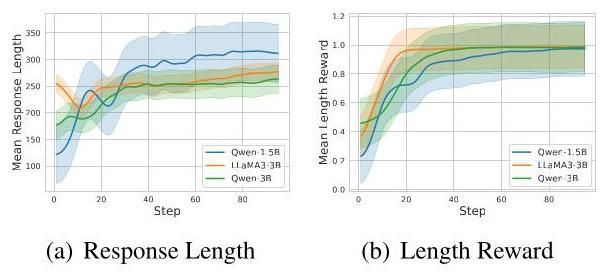 350
300
250
200
150
100
Mean Response Length
0
20
40
60
80
Step
Qwen-1.5B
LLaMA3-3B
Qwen-3B
(a) Response Length
1.2
1.0
0.8
0.6
0.4
0.2
0.0
Mean Length Reward
0
20
40
60
80
Step
Qwen-1.5B
LLaMA3-3B
Qwen-3B
(b) Length Reward